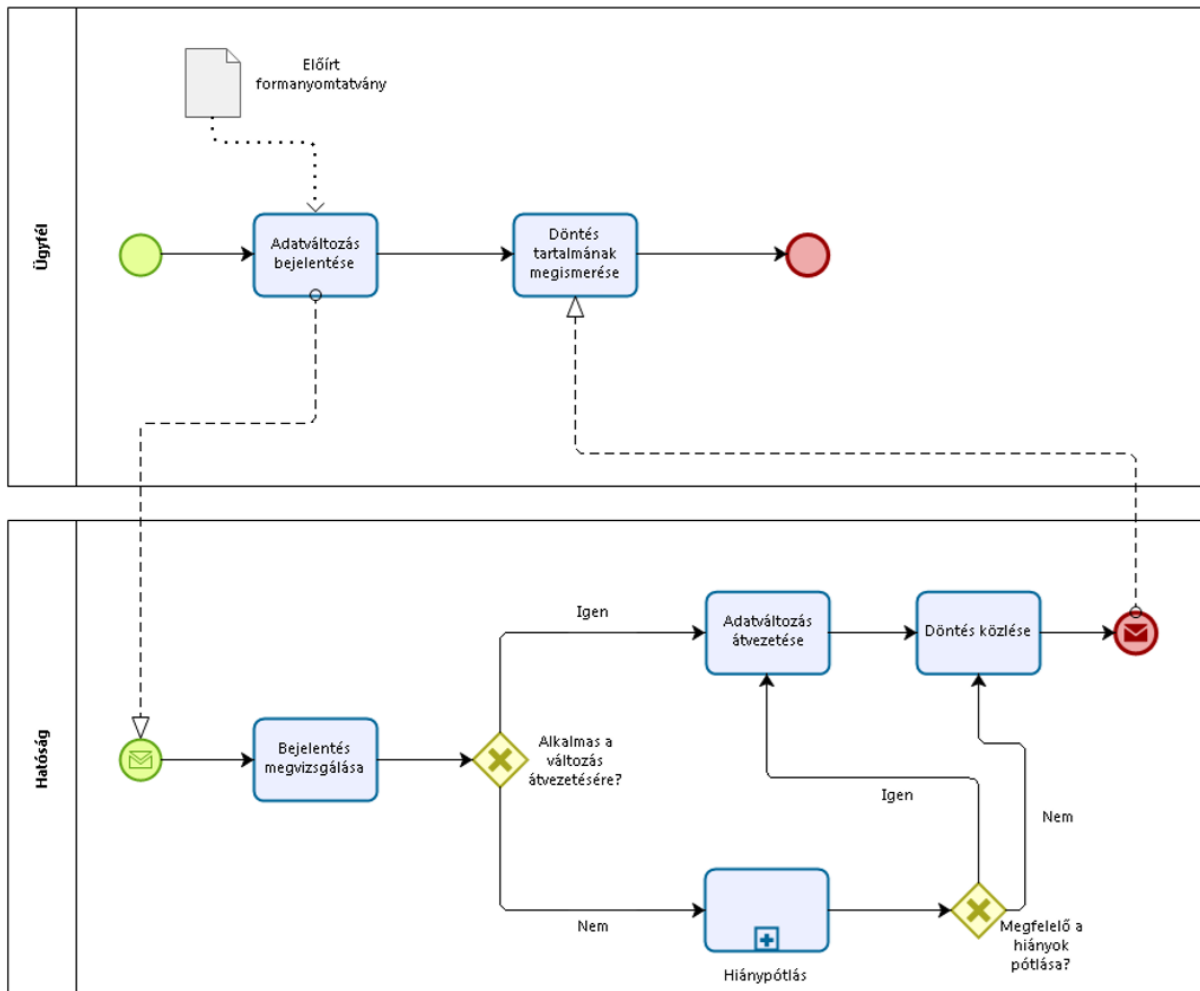 Ügyfél
Előírt
formanyomtatvány
Adatváltozás
bejelentése
Döntés
tartalmának
megismerése
Hatóság
Bejelentés
megvizsgálása
Alkalmas a
változás
átvezetésére?
Igen
Adatváltozás
átvezetése
Döntés közlése
Igen
Nem
Nem
Hiánypótlás
Megfelelő a
hiányok
pótlása?